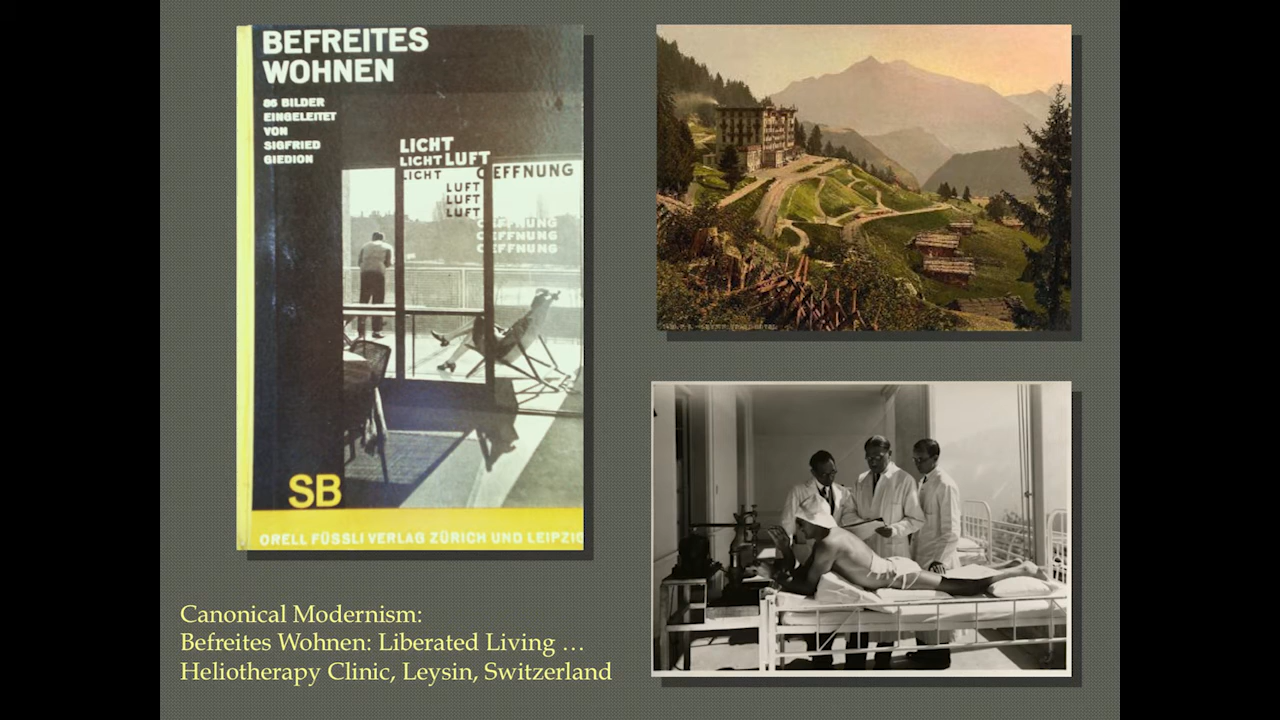 BEFREITES
WOHNEN
86 BILDER
EINGELEITET
VON
SIGFRIED
GIEDION
LICHT
LICHT LUFT
LICHT OEFFNUNG
LUFT
LUFT
LUFT
OEFFNUNG
OEFFNUNG
OEFFNUNG
SB
ORELL FÜSSLI VERLAG ZÜRICH UND LEIPZIG
Canonical Modernism:
Befreites Wohnen: Liberated Living …
Heliotherapy Clinic, Leysin, Switzerland